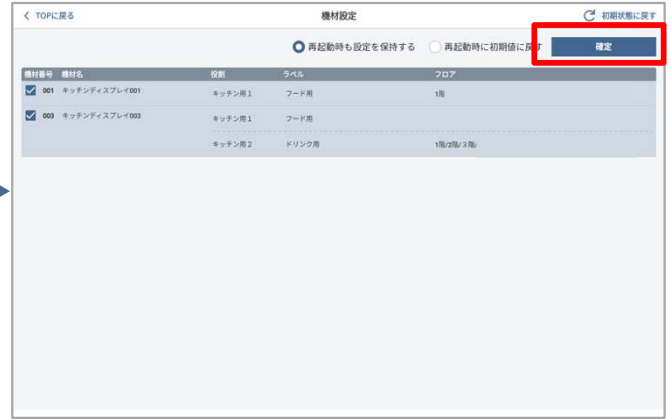 TOPに戻る 機材設定 初期状態に戻す
再起動時も設定を保持する 再起動時に初期値に戻す 確定
機材番号 機材名 役割 ラベル フロア
001 キッチンディスプレイ001 キッチン用1 フード用 1階
003 キッチンディスプレイ003 キッチン用1 フード用
キッチン用2 ドリンク用 1階/2階/3階/